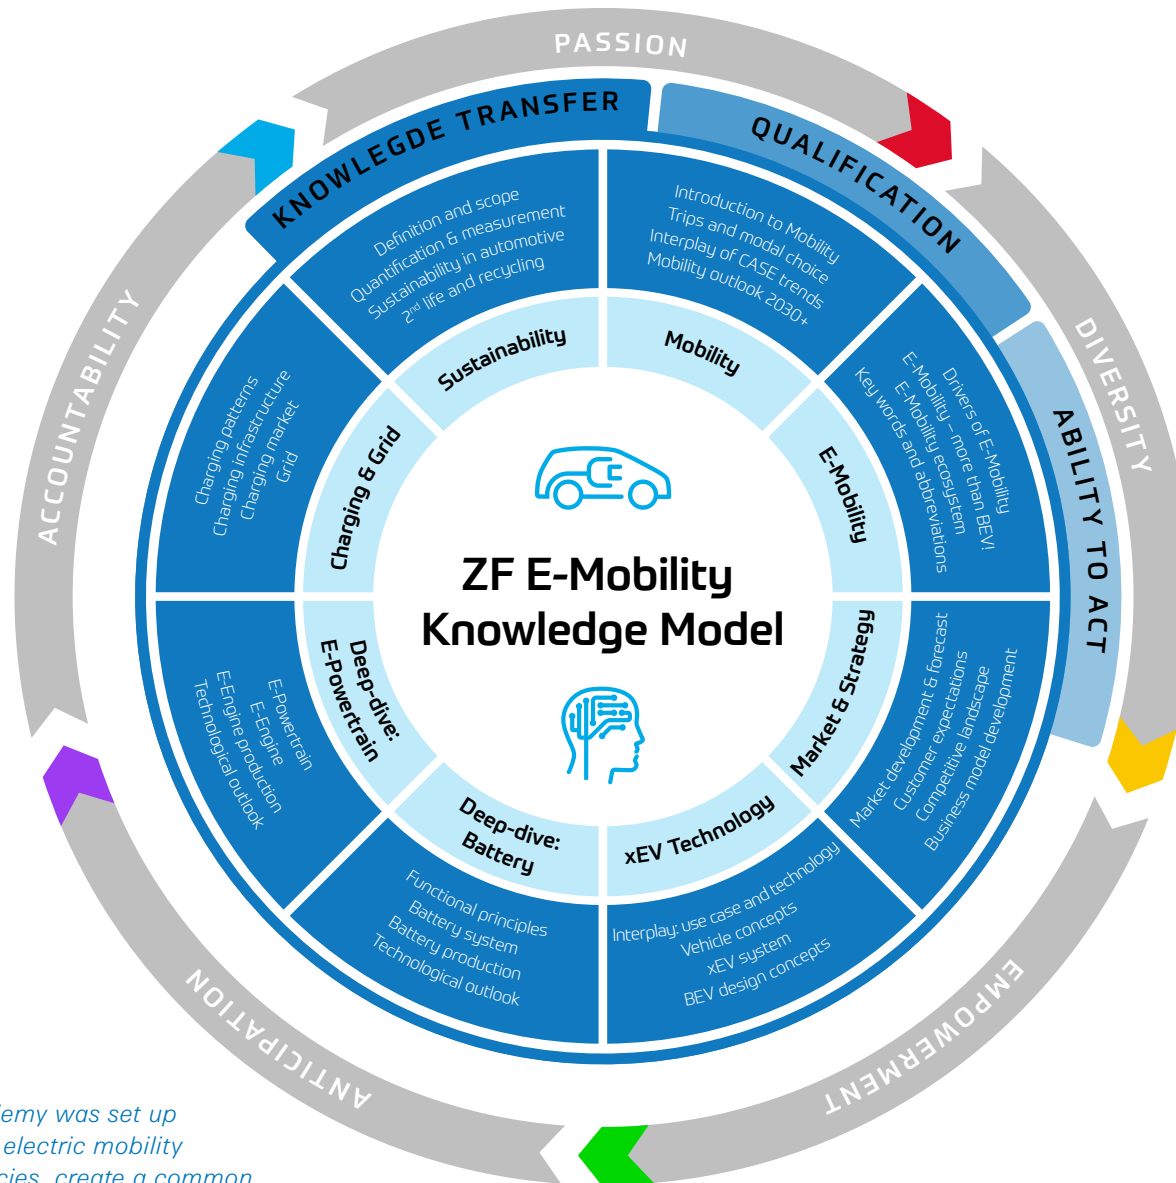 PASSION
KNOWLEGDE TRANSFER
QUALIFICATION
DIVERSITY
ABILITY TO ACT
EMPOWERMENT
ANTICIPATION
ACCOUNTABILITY
Definition and scope
Quantification & measurement
Sustainability in automotive
2nd life and recycling
Sustainability
Introduction to Mobility
Trips and modal choice
Interplay of CASE trends
Mobility outlook 2030+
Mobility
Drivers of E-Mobility
E-Mobility – more than BEV!
E-Mobility ecosystem
Key words and abbreviations
E-Mobility
Market development & forecast
Customer expectations
Competitive landscape
Business model development
Market & Strategy
Interplay: use case and technology
Vehicle concepts
xEV system
BEV design concepts
xEV Technology
Functional principles
Battery system
Battery production
Technological outlook
Deep-dive:
Battery
E-Powertrain
E-Engine
E-Engine production
Technological outlook
Deep-dive:
E-Powertrain
Charging patterns
Charging infrastructure
Charging market
Grid
Charging & Grid
ZF E-Mobility
Knowledge Model
was set up
electric mobility
create a common